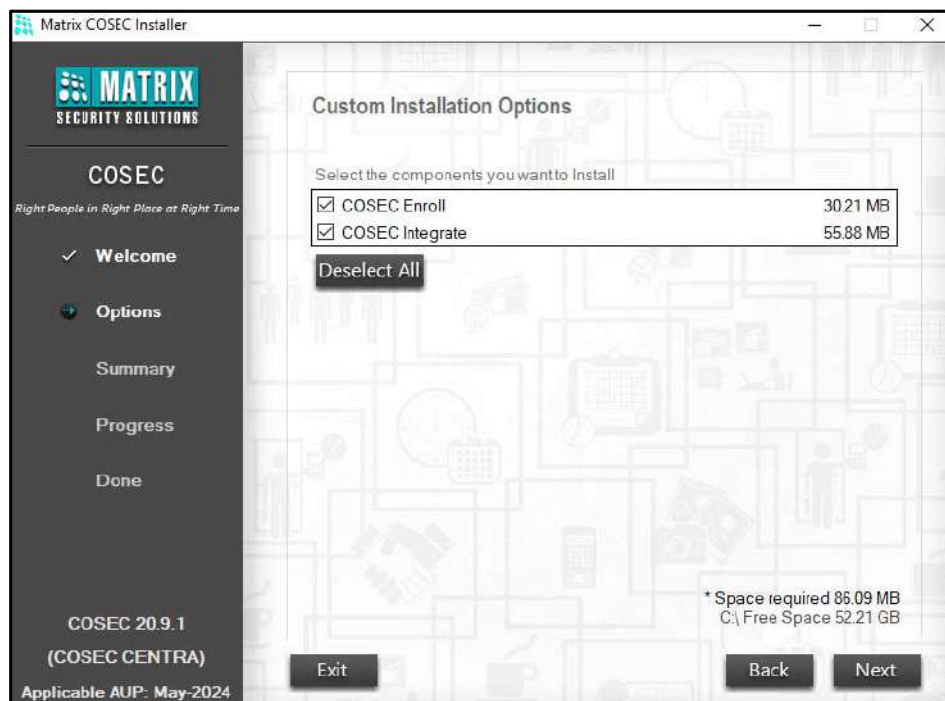 Matrix COSEC Installer
MATRIX
SECURITY SOLUTIONS
COSEC
Right People in Right Place at Right Time
Welcome
Options
Summary
Progress
Done
COSEC 20.9.1
(COSEC CENTRA)
Applicable AUP: May-2024
Custom Installation Options
Select the components you want to Install
COSEC Enroll 30.21 MB
COSEC Integrate 55.88 MB
Deselect All
* Space required 86.09 MB
C:\ Free Space 52.21 GB
Exit Back Next